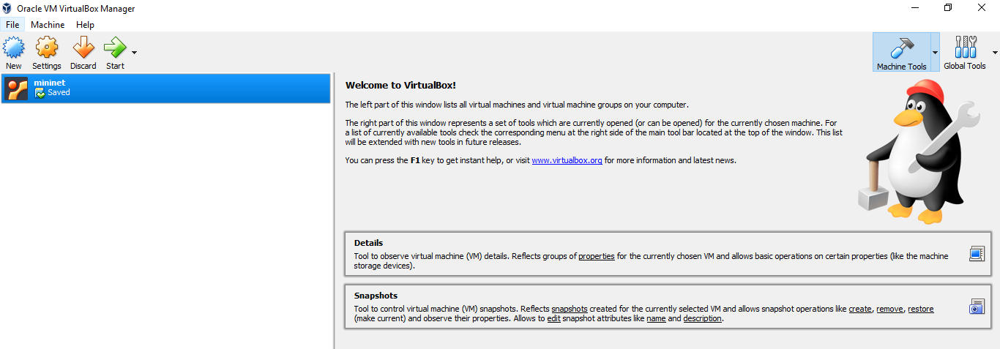 Oracle VM VirtualBox Manager
File Machine Help
New Settings Discard Start Machine Tools Global Tools
mininet
Saved
Welcome to VirtualBox!
The left part of this window lists all virtual machines and virtual machine groups on your computer.
The right part of this window represents a set of tools which are currently opened (or can be opened) for the currently chosen machine. For
a list of currently available tools check the corresponding menu at the right side of the main tool bar located at the top of the window. This list
will be extended with new tools in future releases.
You can press the F1 key to get instant help, or visit www.virtualbox.org for more information and latest news.
Details
Tool to observe virtual machine (VM) details. Reflects groups of properties for the currently chosen VM and allows basic operations on certain properties (like the machine
storage devices).
Snapshots
Tool to control virtual machine (VM) snapshots. Reflects snapshots created for the currently selected VM and allows snapshot operations like create, remove, restore
(make current) and observe their properties. Allows to edit snapshot attributes like name and description.